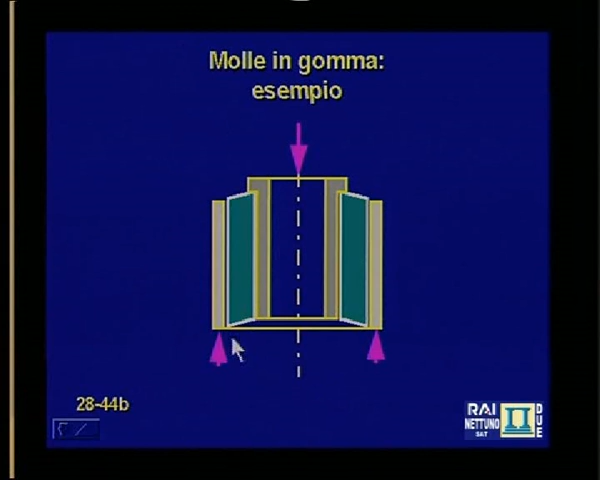 Molle in gomma:
esempio
28-44b
RAI
NETTUNO
SAT
DUE